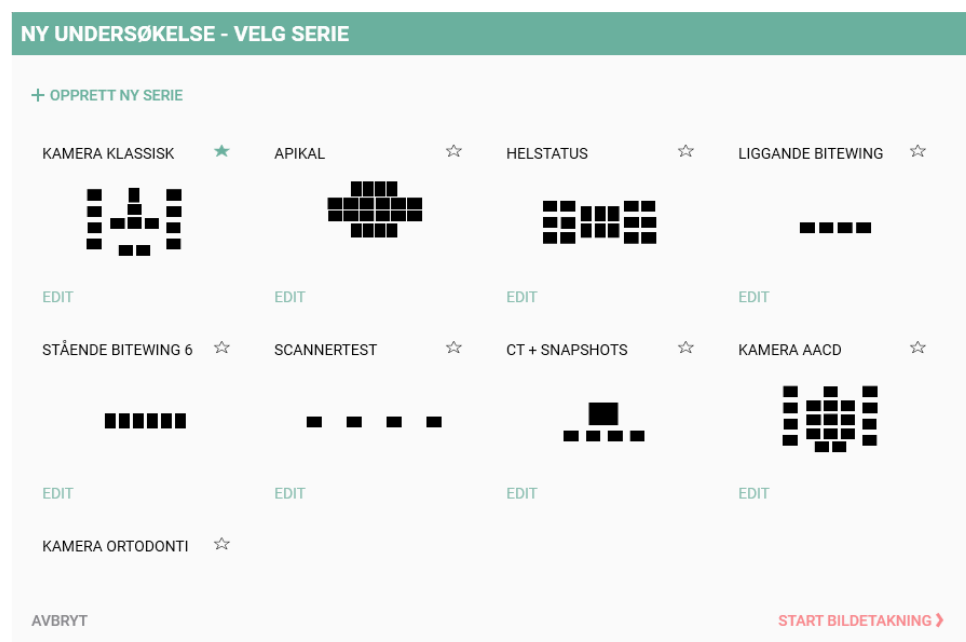 NY UNDERSØKELSE - VELG SERIE
+ OPPRETT NY SERIE
KAMERA KLASSISK
APIKAL
HELSTATUS
LIGGANDE BITEWING
EDIT
EDIT
EDIT
EDIT
STÅENDE BITEWING 6
SCANNERTEST
CT + SNAPSHOTS
KAMERA AACD
EDIT
EDIT
EDIT
EDIT
KAMERA ORTODONTI
AVBRYT
START BILDETAKNING ❯